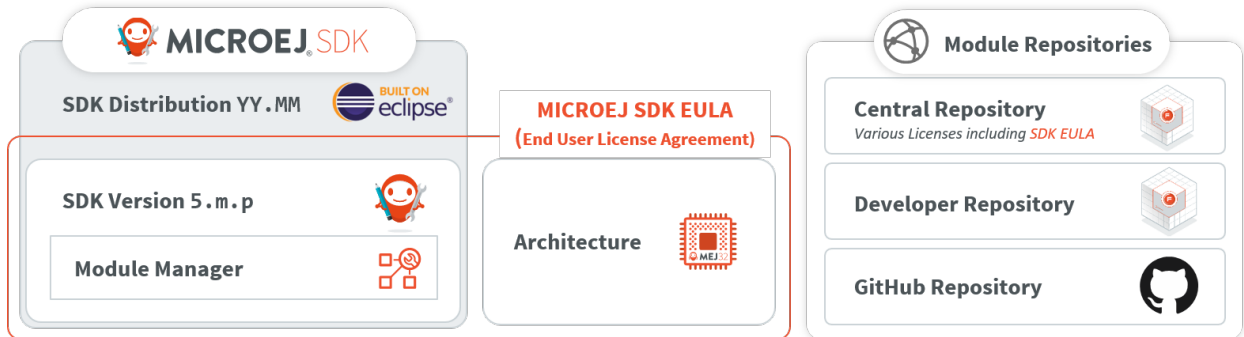 MICROEJ® SDK
SDK Distribution YY.MM
BUILT ON
eclipse®
MICROEJ SDK EULA
(End User License Agreement)
SDK Version 5.m.p
Module Manager
Architecture
MEJ32
Module Repositories
Central Repository
Various Licenses including SDK EULA
Developer Repository
GitHub Repository